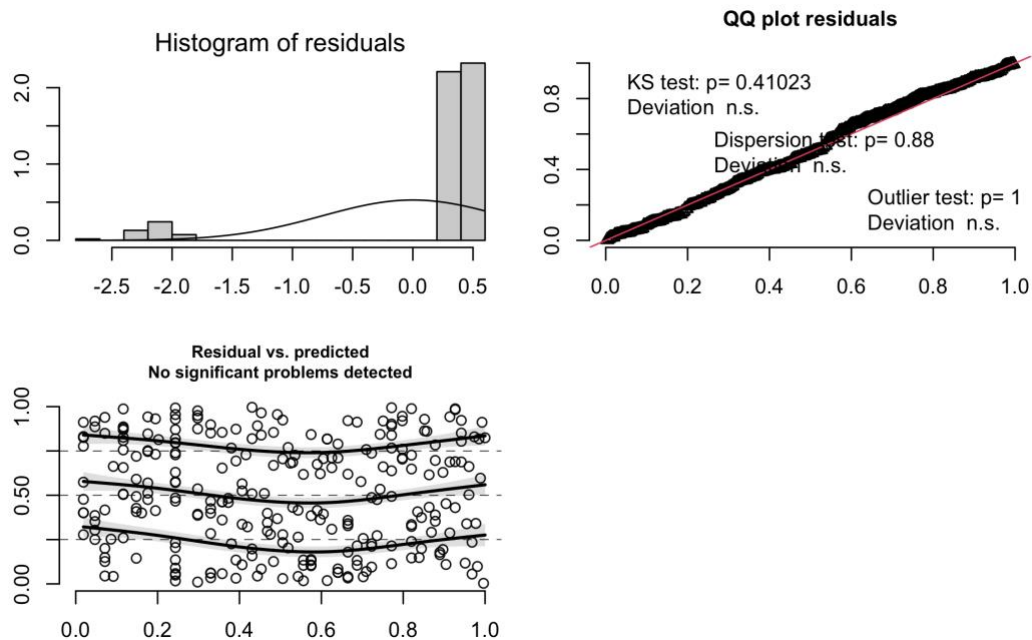 Histogram of residuals
2.0
1.0
0.0
-2.5 -2.0 -1.5 -1.0 -0.5 0.0 0.5
QQ plot residuals
0.8
0.4
0.0
KS test: p= 0.41023
Deviation n.s.
Dispersion test: p= 0.88
Deviation n.s.
Outlier test: p= 1
Deviation n.s.
0.0 0.2 0.4 0.6 0.8 1.0
Residual vs. predicted
No significant problems detected
1.00
0.50
0.00
0.0 0.2 0.4 0.6 0.8 1.0